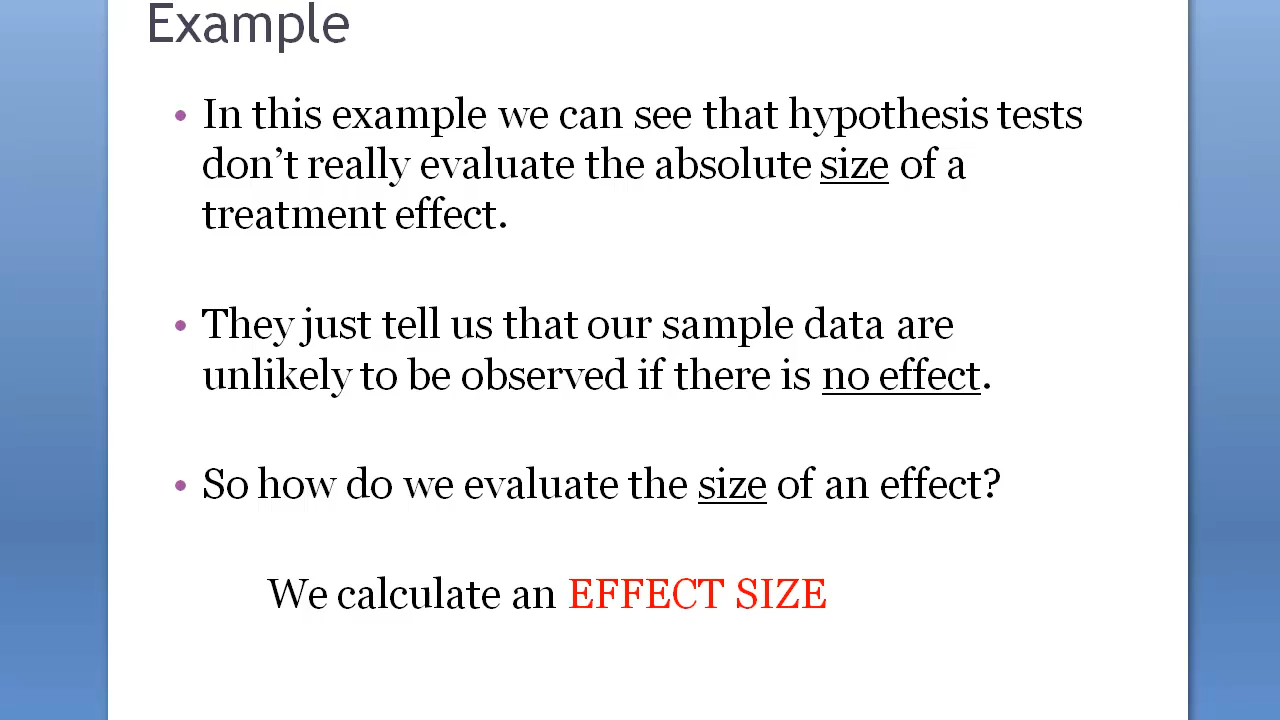 Example
• In this example we can see that hypothesis tests
don’t really evaluate the absolute size of a
treatment effect.
• They just tell us that our sample data are
unlikely to be observed if there is no effect.
• So how do we evaluate the size of an effect?
We calculate an EFFECT SIZE